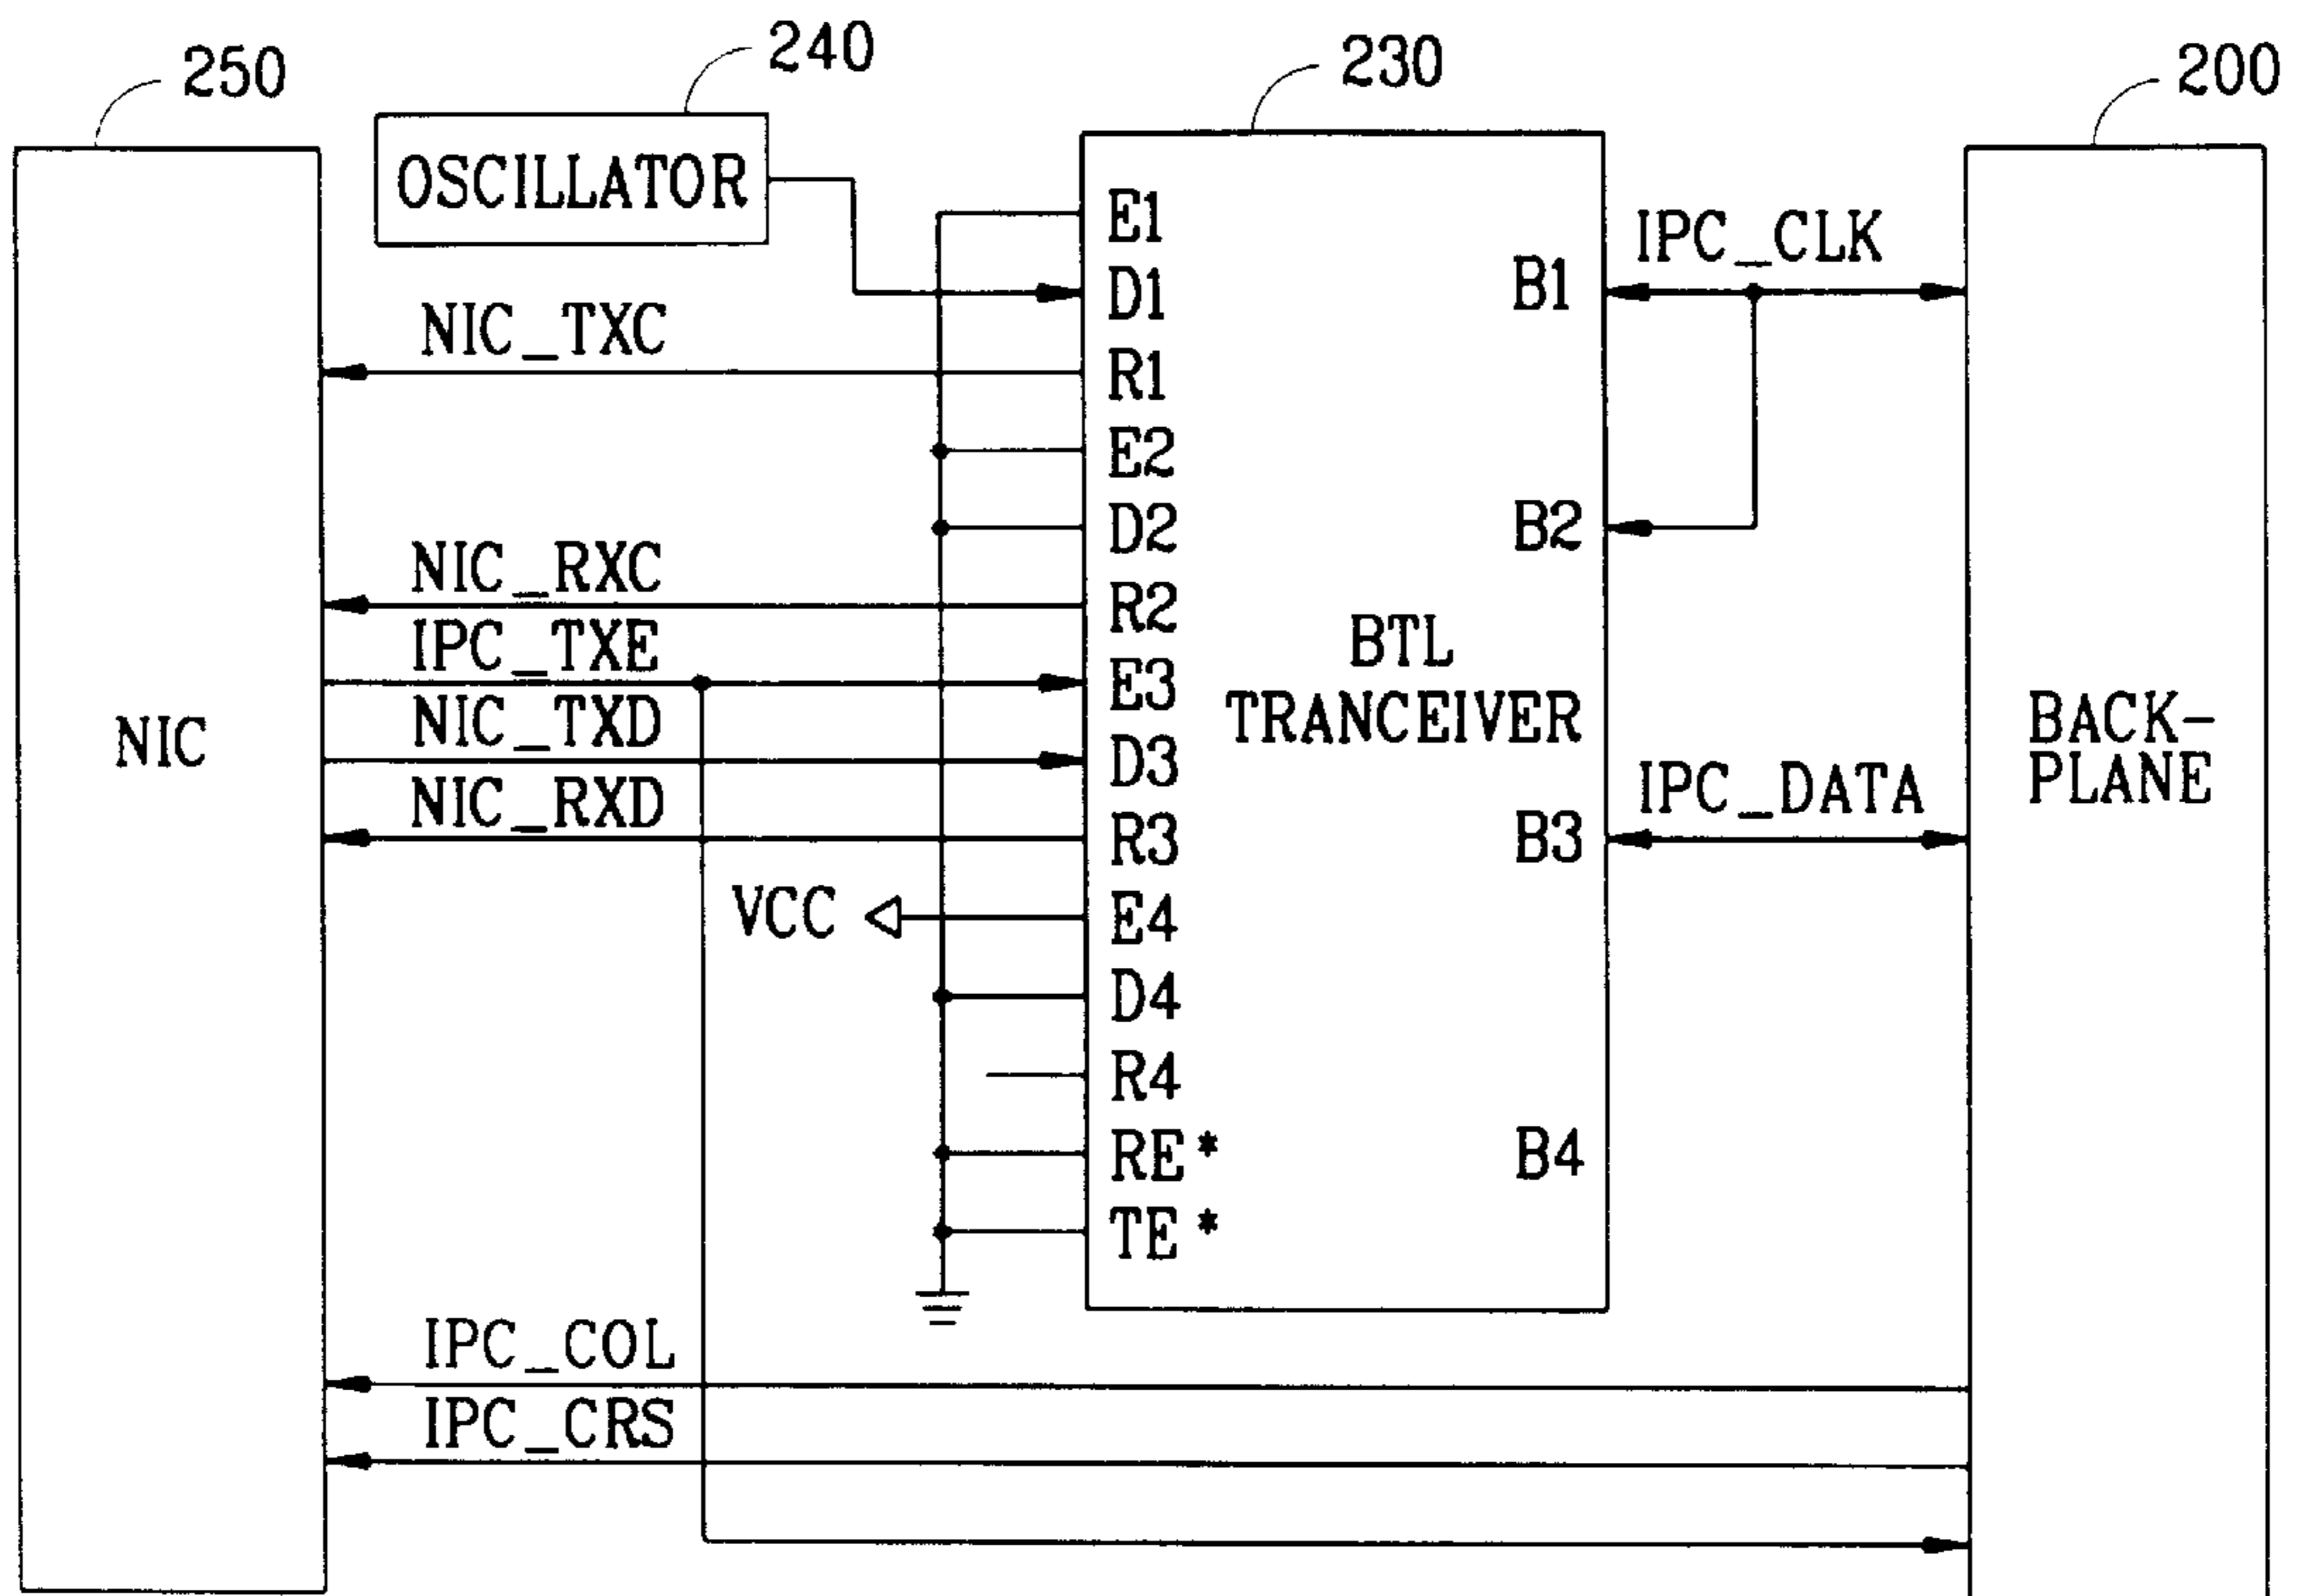 250
240
230
200
OSCILLATOR
NIC_TXC
NIC_RXC
IPC_TXE
NIC_TXD
NIC_RXD
NIC
VCC
E1
D1
R1
E2
D2
R2
E3
D3
R3
E4
D4
R4
RE*
TE*
BTL
TRANCEIVER
B1
B2
B3
B4
IPC_CLK
IPC_DATA
BACK-
PLANE
IPC_COL
IPC_CRS